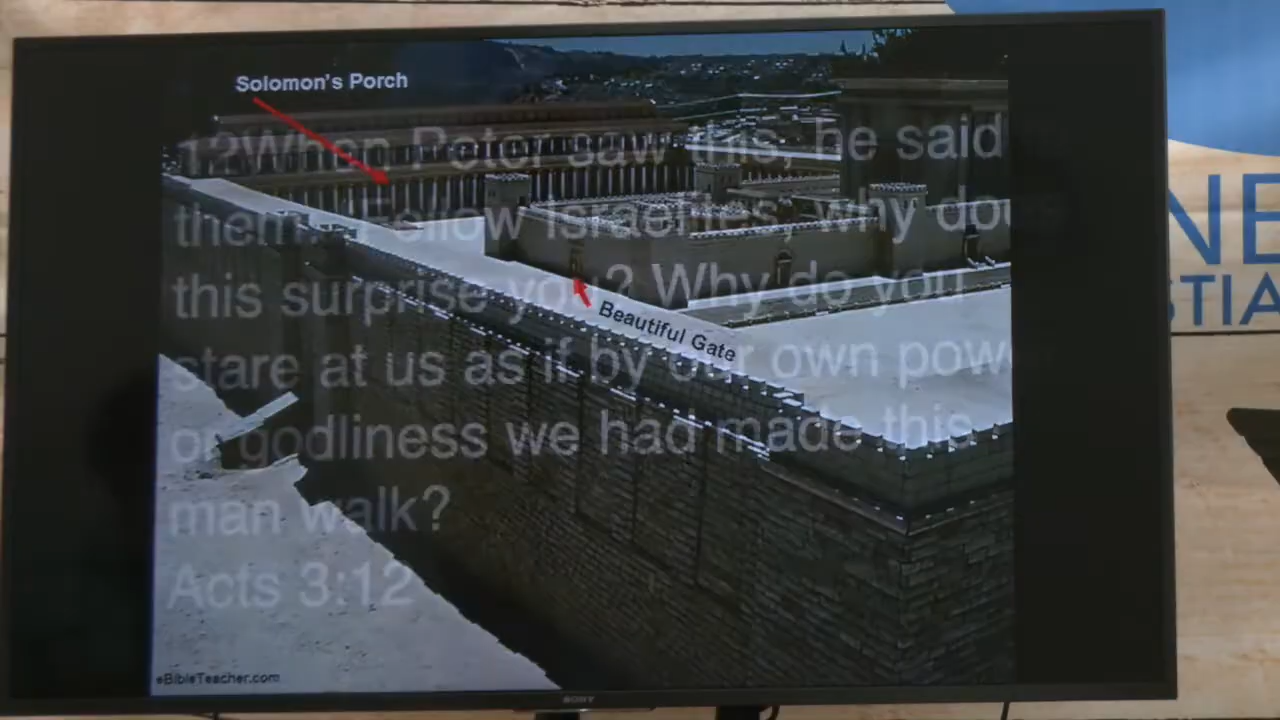 Solomon's Porch
12When Peter saw this, he said
them: Fellow Israelites, why does
this surprise you? Why do you
Beautiful Gate
stare at us as if by our own pow
or godliness we had made this
man walk?
Acts 3:12
eBibleTeacher.com
SONY
NE
STIA